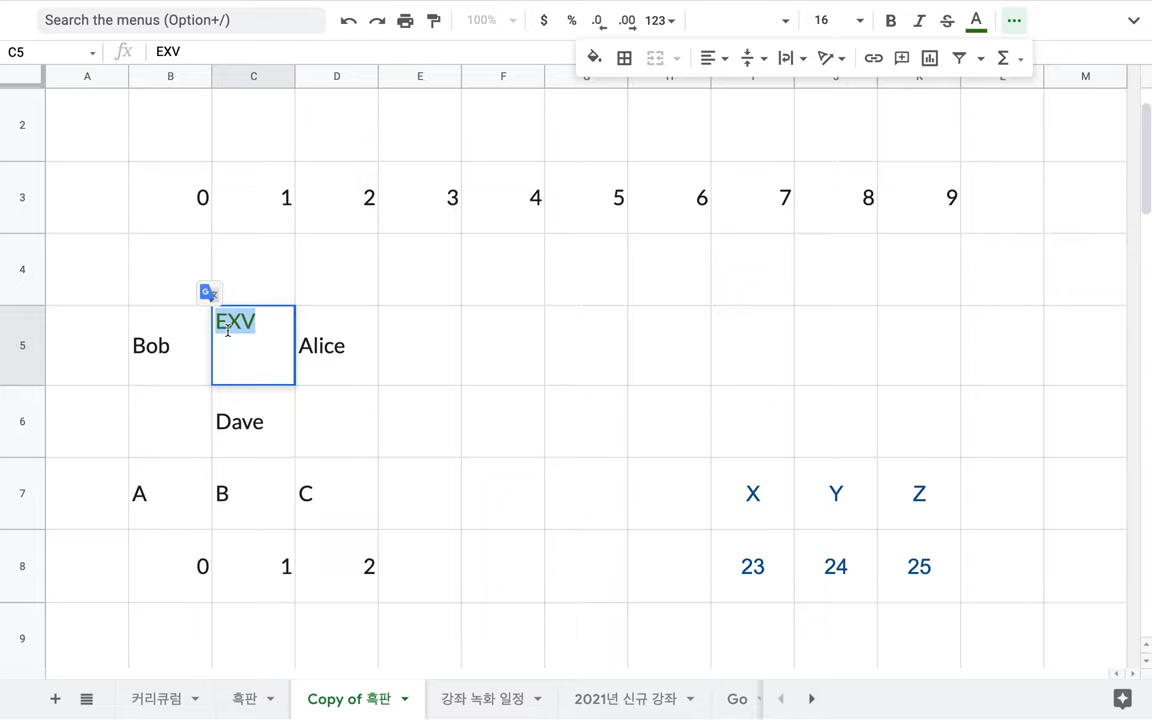 Search the menus (Option+/) 100% $ % .0 .00 123 16 B I S A
C5 fx EXV
A B C D E F J K L M
2
3 0 1 2 3 4 5 6 7 8 9
4
EXV
5 Bob Alice
6 Dave
7 A B C X Y Z
8 0 1 2 23 24 25
9
+ 커리큘럼 흑판 Copy of 흑판 강좌 녹화 일정 2021년 신규 강좌 Go